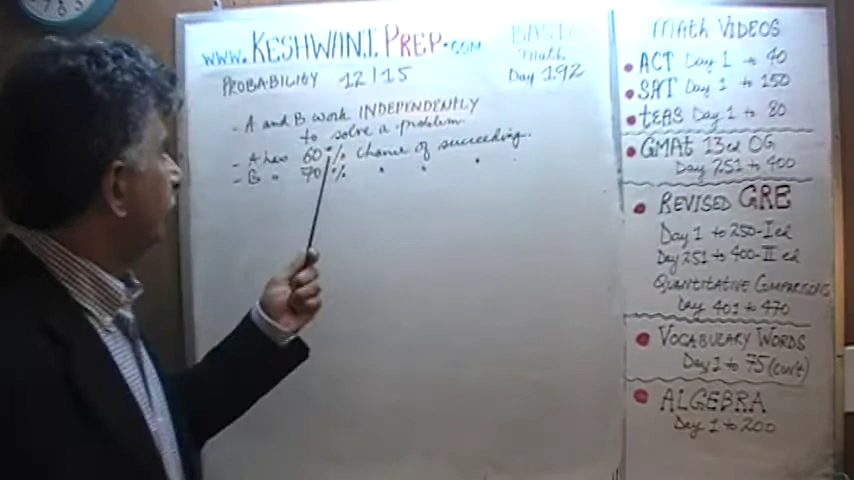 www.KESHWANIPREP.com
PROBABILITY 12/15
BASIC
Math
Day 192
- A and B work INDEPENDENTLY
to solve a problem.
- A has 60% chance of succeeding.
- B " 70% " " "
Math VIDEOS
ACT Day 1 to 40
SAT Day 1 to 150
tEAS Day 1 to 80
GMAT 13ed OG
Day 251 to 400
REVISED GRE
Day 1 to 250-I ed
Day 251 to 400-II ed
QUANTITATIVE COMPARISONS
Day 401 to 470
VOCABULARY WORDS
Day 1 to 75 (cont)
ALGEBRA
Day 1 to 200